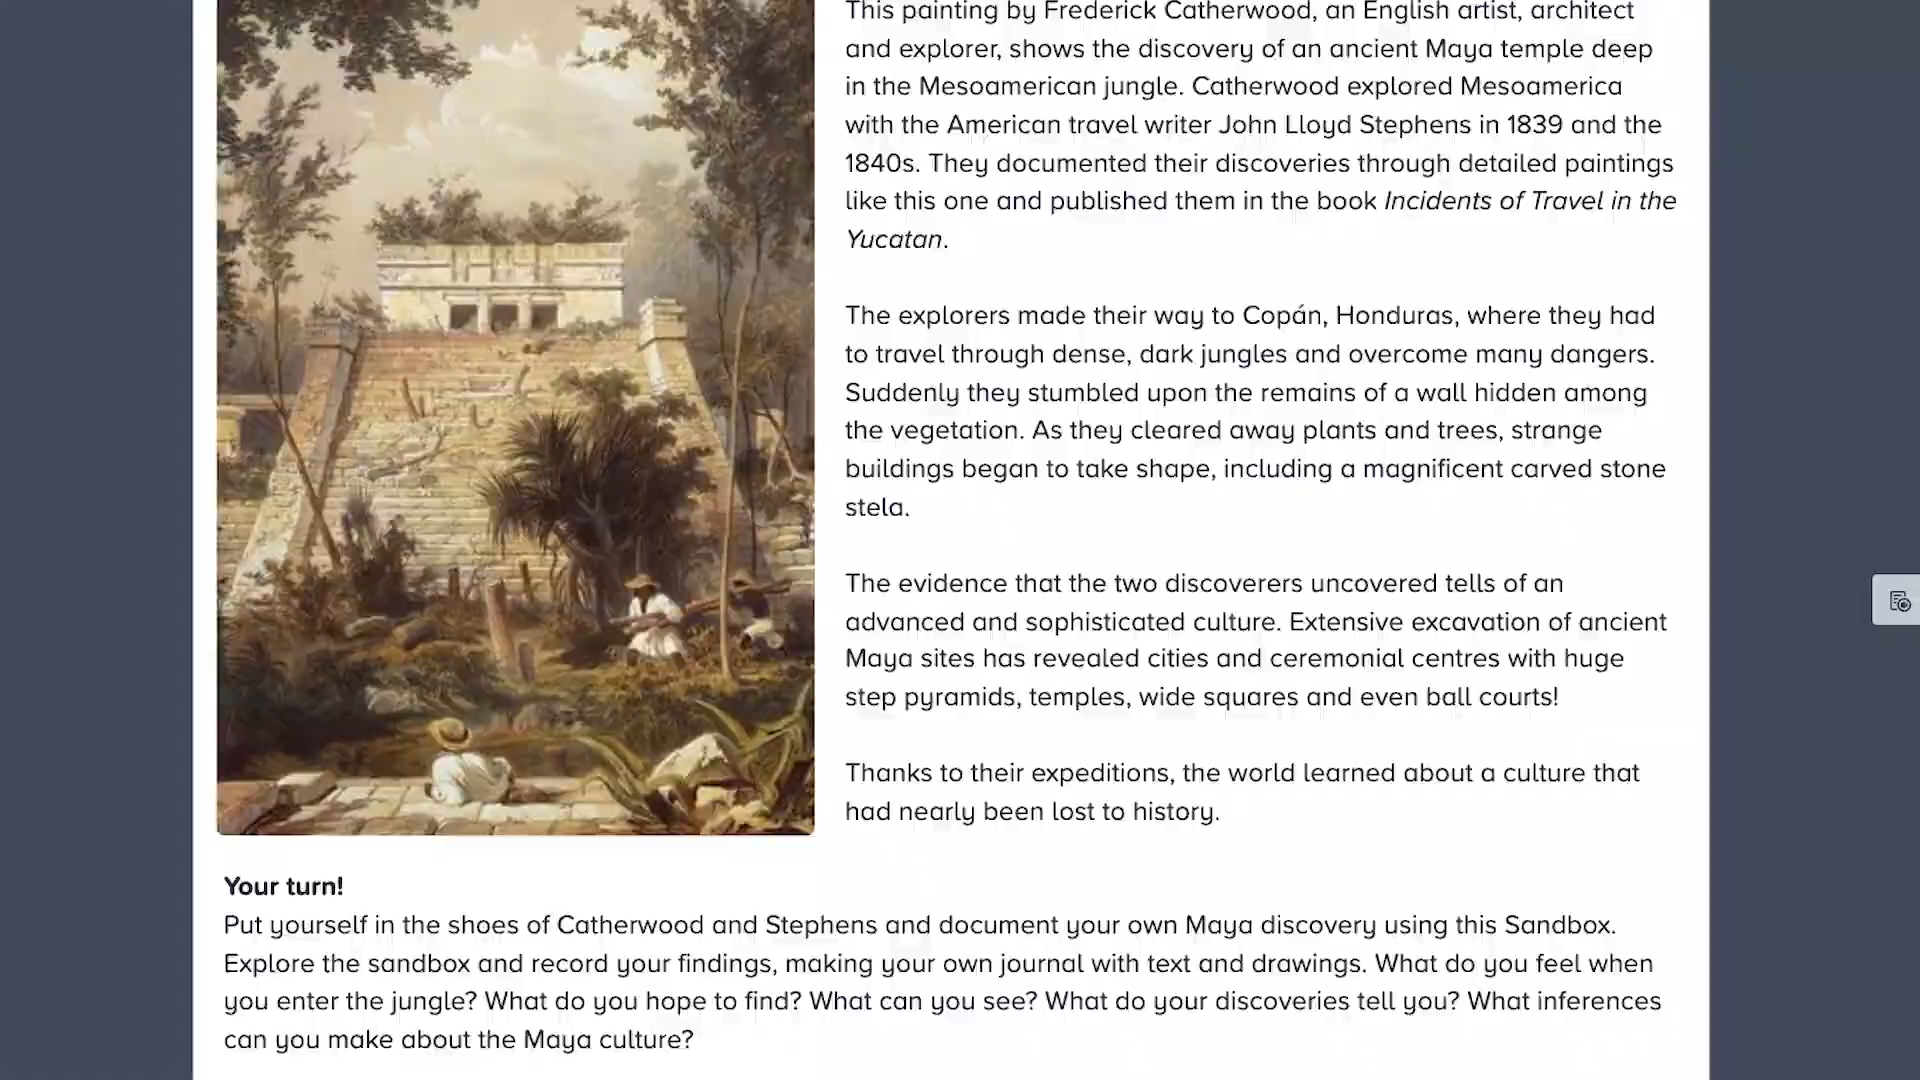 This painting by Frederick Catherwood, an English artist, architect
and explorer, shows the discovery of an ancient Maya temple deep
in the Mesoamerican jungle. Catherwood explored Mesoamerica
with the American travel writer John Lloyd Stephens in 1839 and the
1840s. They documented their discoveries through detailed paintings
like this one and published them in the book Incidents of Travel in the
Yucatan.
The explorers made their way to Copán, Honduras, where they had
to travel through dense, dark jungles and overcome many dangers.
Suddenly they stumbled upon the remains of a wall hidden among
the vegetation. As they cleared away plants and trees, strange
buildings began to take shape, including a magnificent carved stone
stela.
The evidence that the two discoverers uncovered tells of an
advanced and sophisticated culture. Extensive excavation of ancient
Maya sites has revealed cities and ceremonial centres with huge
step pyramids, temples, wide squares and even ball courts!
Thanks to their expeditions, the world learned about a culture that
had nearly been lost to history.
Your turn!
Put yourself in the shoes of Catherwood and Stephens and document your own Maya discovery using this Sandbox.
Explore the sandbox and record your findings, making your own journal with text and drawings. What do you feel when
you enter the jungle? What do you hope to find? What can you see? What do your discoveries tell you? What inferences
can you make about the Maya culture?